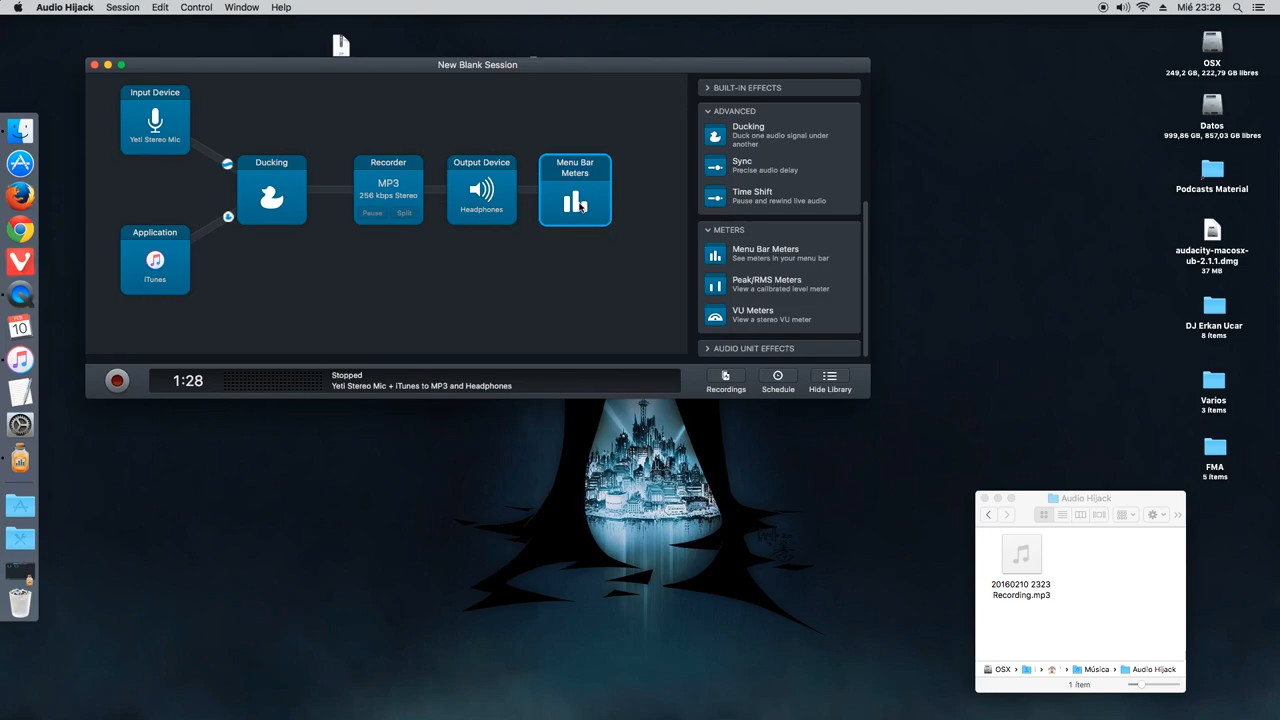 Audio Hijack Session Edit Control Window Help
Mié 23:28
New Blank Session
Input Device
Yeti Stereo Mic
Application
iTunes
Ducking
Recorder
MP3
256 kbps Stereo
Pause Split
Output Device
Headphones
Menu Bar
Meters
BUILT-IN EFFECTS
ADVANCED
Ducking
Duck one audio signal under
another
Sync
Precise audio delay
Time Shift
Pause and rewind live audio
METERS
Menu Bar Meters
See meters in your menu bar
Peak/RMS Meters
View a calibrated level meter
VU Meters
View a stereo VU meter
AUDIO UNIT EFFECTS
1:28
Stopped
Yeti Stereo Mic + iTunes to MP3 and Headphones
Recordings
Schedule
Hide Library
OSX
249,2 GB, 222,79 GB libres
Datos
999,86 GB, 857,03 GB libres
Podcasts Material
audacity-macosx-
ub-2.1.1.dmg
37 MB
DJ Erkan Ucar
8 ítems
Varios
3 ítems
FMA
5 ítems
10
Audio Hijack
20160210 2323
Recording.mp3
OSX
Música
Audio Hijack
1 ítem